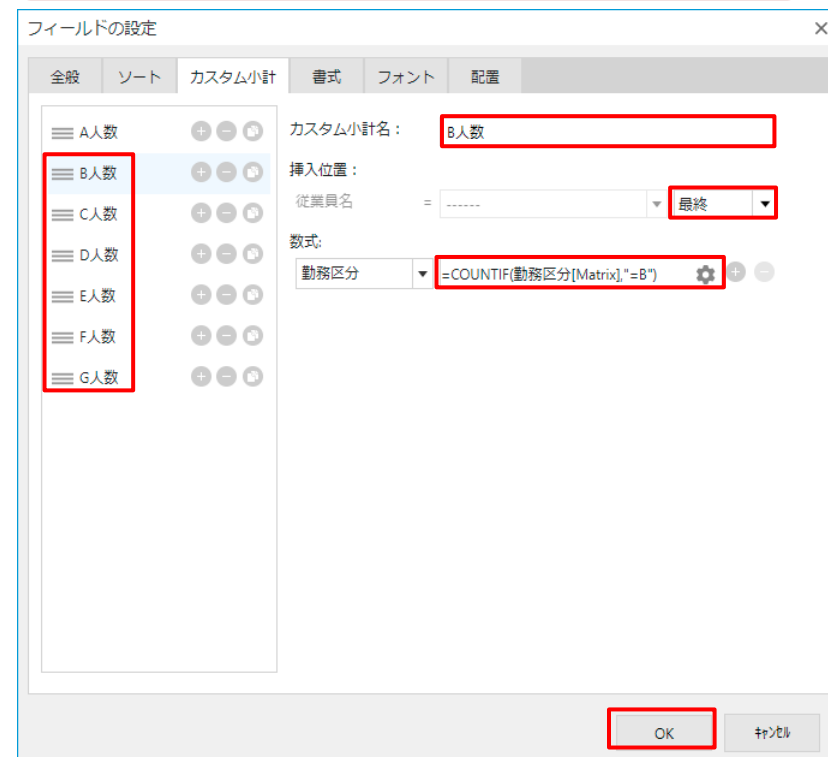 フィールドの設定
全般 ソート カスタム小計 書式 フォント 配置
A人数
B人数
C人数
D人数
E人数
F人数
G人数
カスタム小計名：
B人数
挿入位置：
従業員名 = ------ 最終
数式:
勤務区分 =COUNTIF(勤務区分[Matrix],"=B")
OK ｷｬﾝｾﾙ